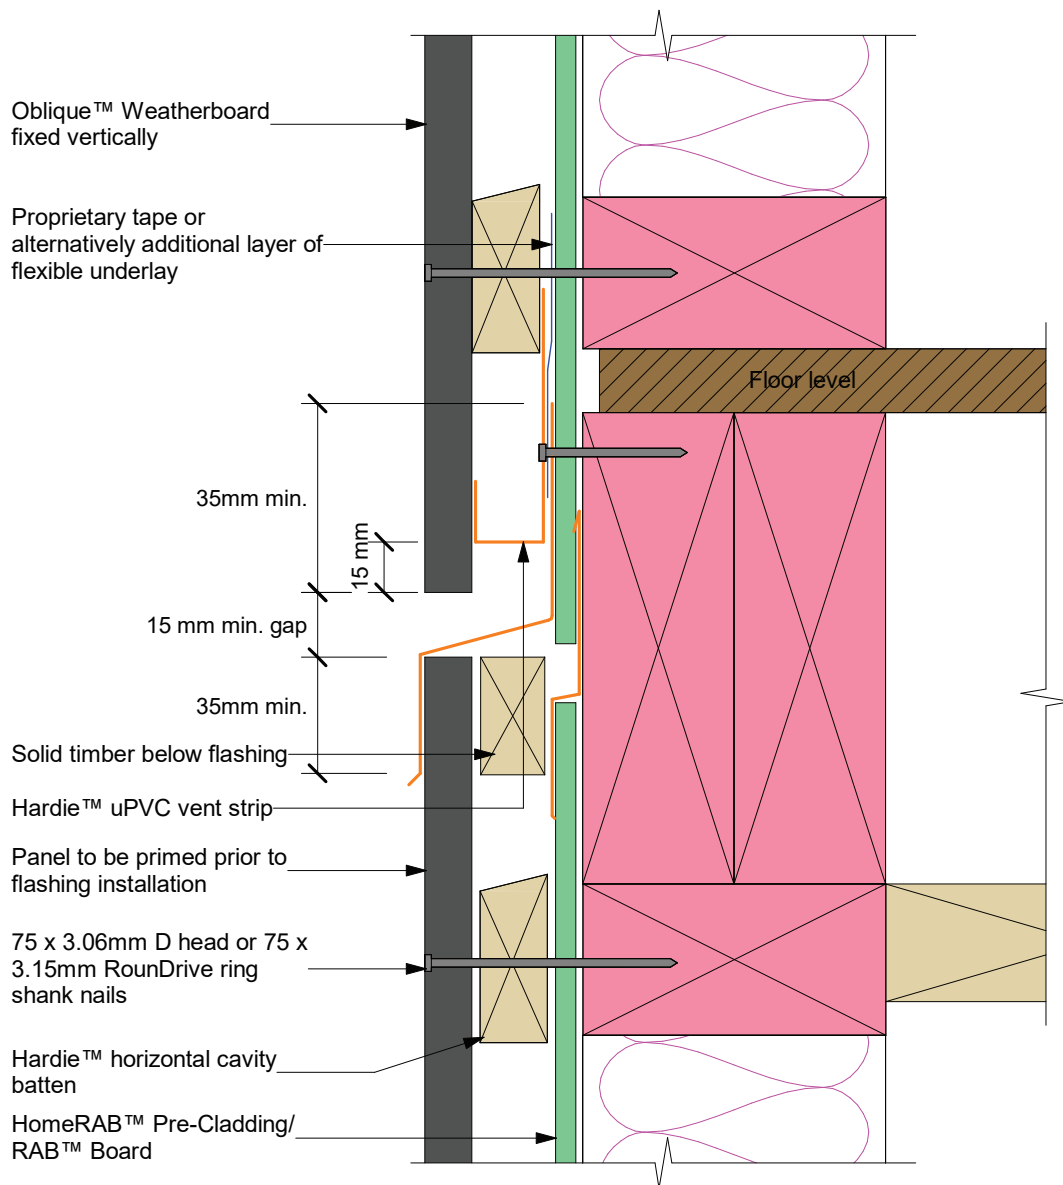 Oblique™ Weatherboard
fixed vertically
Proprietary tape or
alternatively additional layer of
flexible underlay
Floor level
35mm min.
15 mm
15 mm min. gap
35mm min.
Solid timber below flashing
Hardie™ uPVC vent strip
Panel to be primed prior to
flashing installation
75 x 3.06mm D head or 75 x
3.15mm RounDrive ring
shank nails
Hardie™ horizontal cavity
batten
HomeRAB™ Pre-Cladding/
RAB™ Board